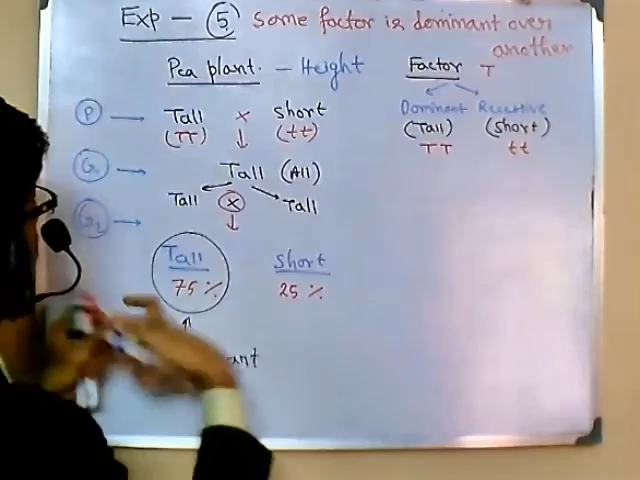 Exp - 5 Some factor is dominant over
another
Pea plant. - Height
P → Tall x short
(TT) ↓ (tt)
G₁ → Tall (All)
Tall x Tall
G₂ → ↓
Tall short
75% 25%
Factor T
Dominant Recessive
(Tall) (short)
TT tt